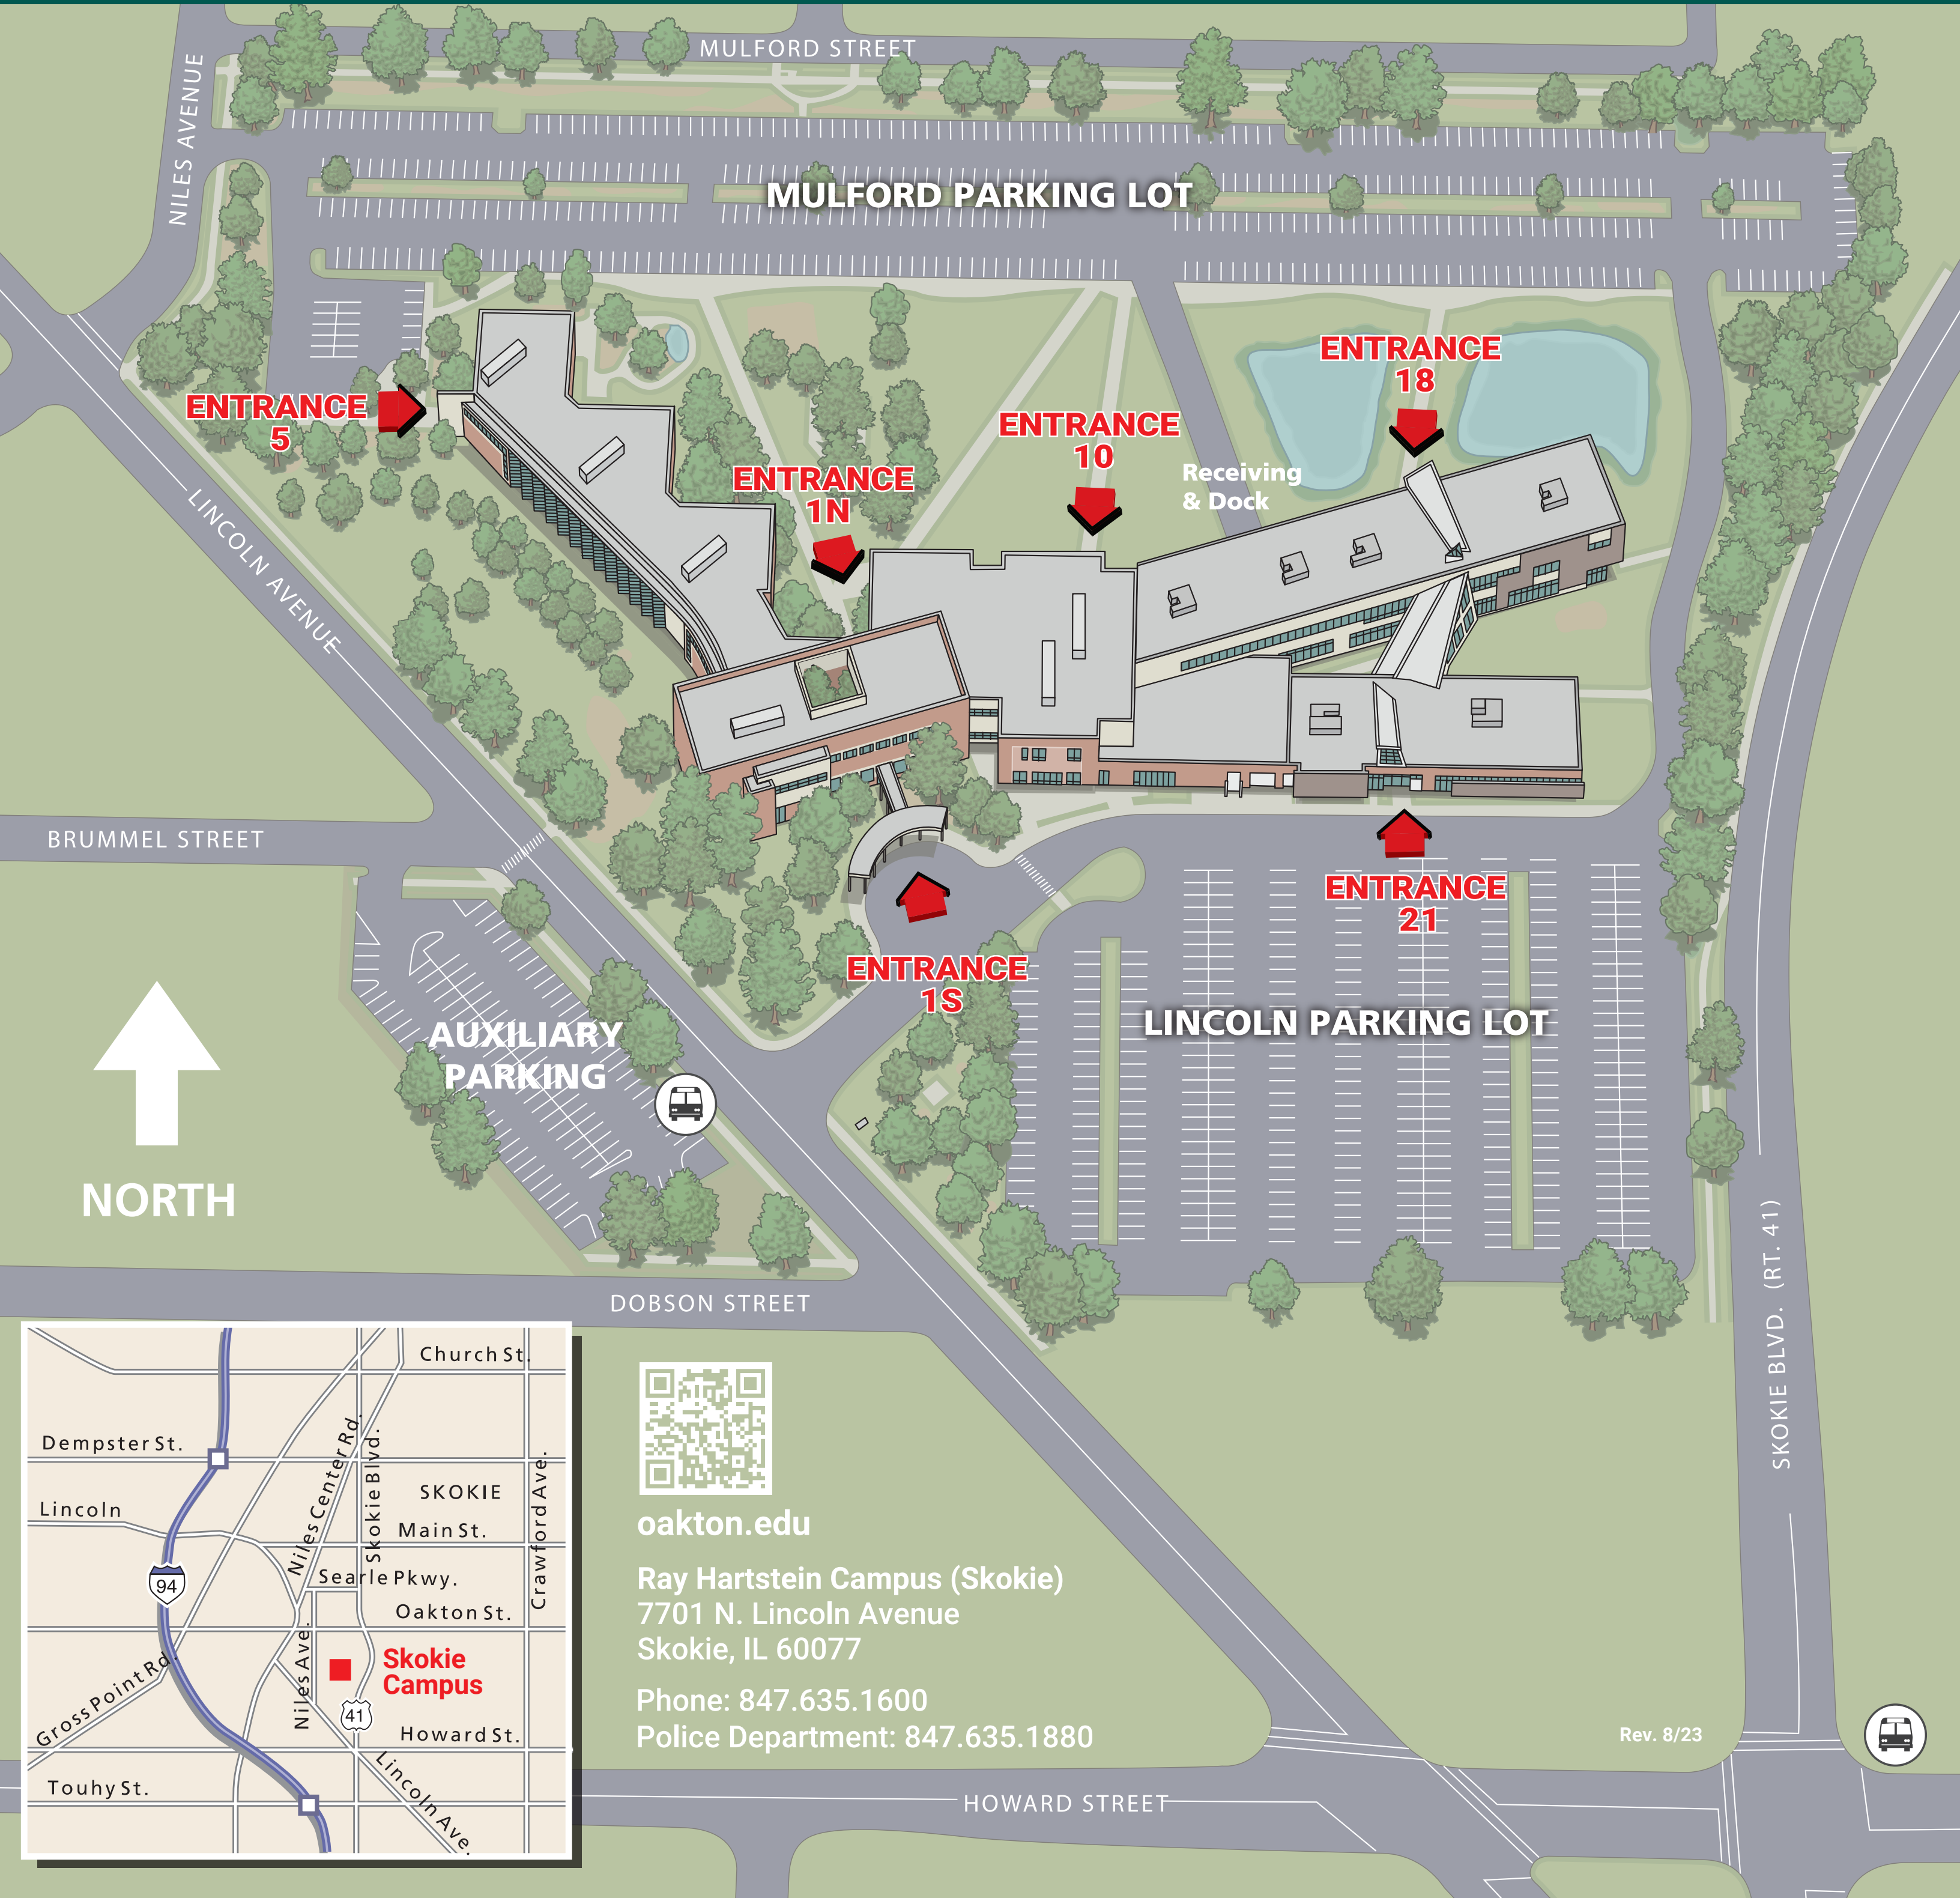 MULFORD STREET
NILES AVENUE
MULFORD PARKING LOT
ENTRANCE
18
ENTRANCE
5
ENTRANCE
10
ENTRANCE
1N
Receiving
& Dock
LINCOLN AVENUE
BRUMMEL STREET
ENTRANCE
21
ENTRANCE
1S
LINCOLN PARKING LOT
AUXILIARY
PARKING
NORTH
SKOKIE BLVD. (RT. 41)
DOBSON STREET
Church St.
Dempster St.
Niles Center Rd.
Skokie Blvd.
Crawford Ave.
SKOKIE
Lincoln
Main St.
94
Searle Pkwy.
Oakton St.
Niles Ave.
Skokie
Campus
Gross Point Rd.
41
Howard St.
Touhy St.
Lincoln Ave.
oakton.edu
Ray Hartstein Campus (Skokie)
7701 N. Lincoln Avenue
Skokie, IL 60077
Phone: 847.635.1600
Police Department: 847.635.1880
Rev. 8/23
HOWARD STREET